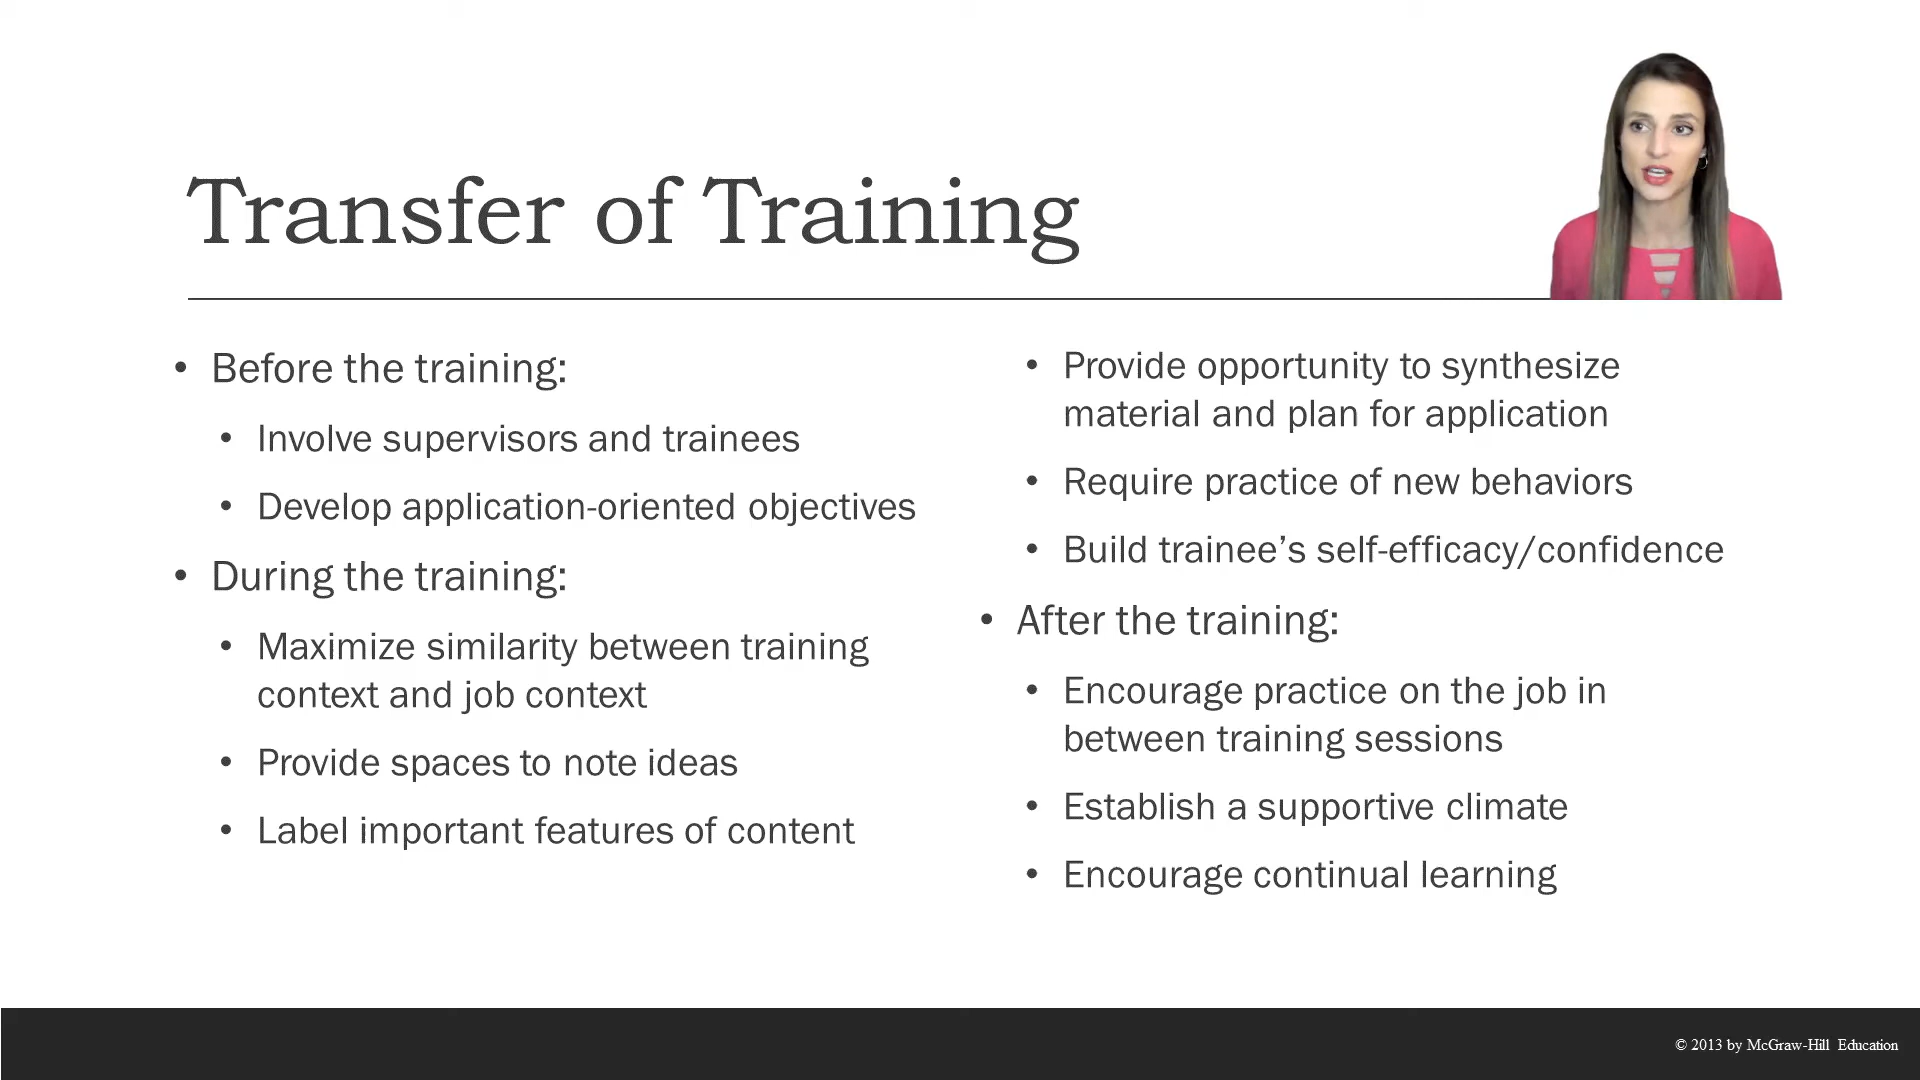 Transfer of Training
• Before the training:
• Involve supervisors and trainees
• Develop application-oriented objectives
• During the training:
• Maximize similarity between training
context and job context
• Provide spaces to note ideas
• Label important features of content
• Provide opportunity to synthesize
material and plan for application
• Require practice of new behaviors
• Build trainee’s self-efficacy/confidence
• After the training:
• Encourage practice on the job in
between training sessions
• Establish a supportive climate
• Encourage continual learning
© 2013 by McGraw-Hill Education